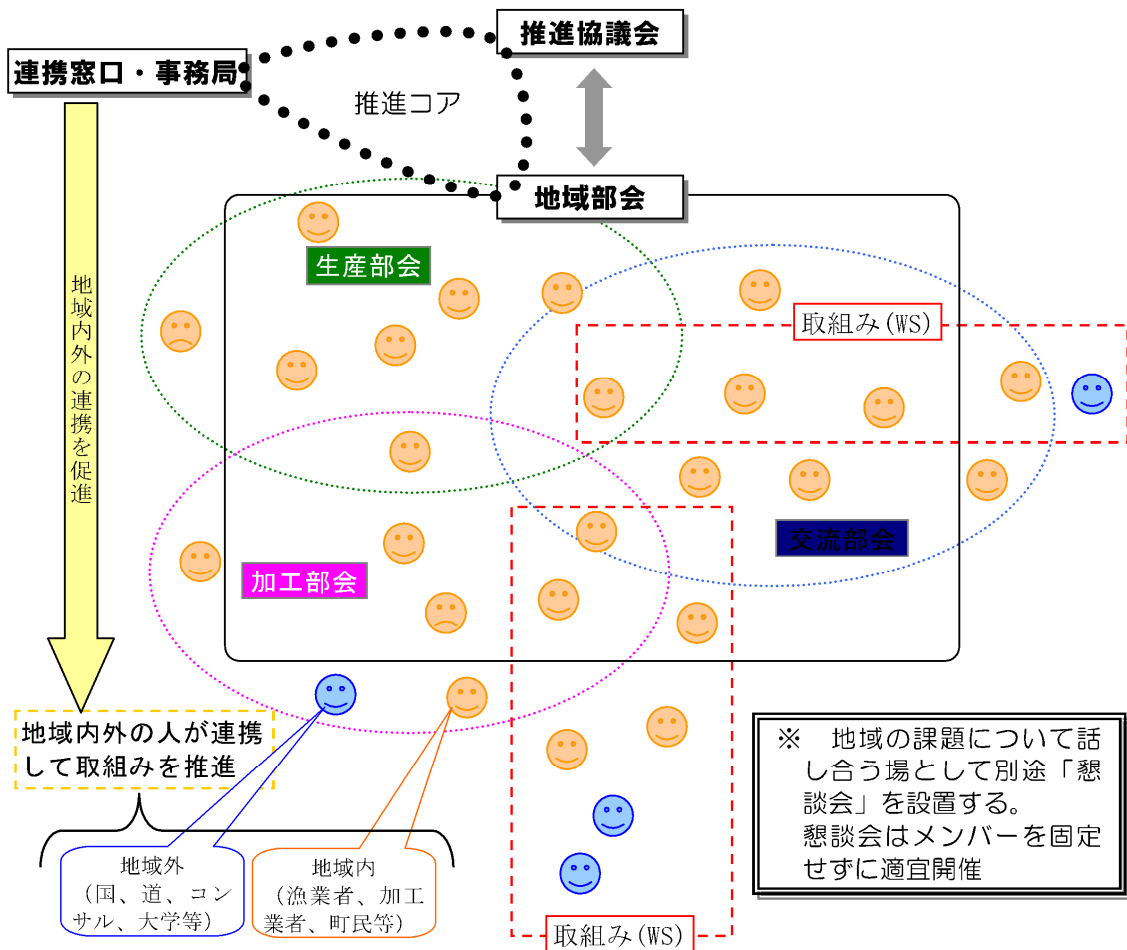 推進協議会
連携窓口・事務局
推進コア
地域部会
生産部会
取組み(WS)
地域内外の連携を促進
交流部会
加工部会
地域内外の人が連携
して取組みを推進
※　地域の課題について話
し合う場として別途「懇
談会」を設置する。
懇談会はメンバーを固定
せずに適宜開催
地域外
（国、道、コン
サル、大学等）
地域内
（漁業者、加工
業者、町民等）
取組み(WS)